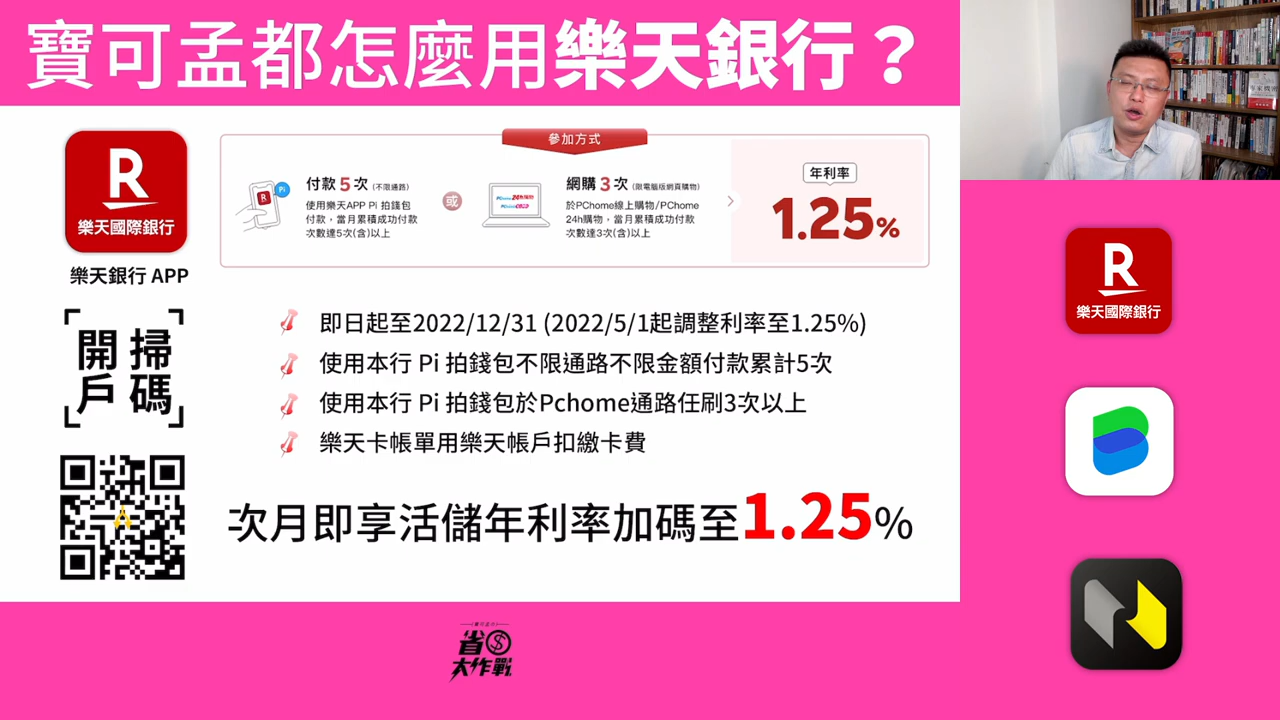 寶可孟都怎麼用樂天銀行？
R
樂天國際銀行
樂天銀行 APP
參加方式
R
Pi
付款 5 次 (不限通路)
使用樂天APP Pi 拍錢包
付款，當月累積成功付款
次數達5次(含)以上
或
網購 3 次 (限電腦版網頁購物)
於PChome線上購物/PChome
24h購物，當月累積成功付款
次數達3次(含)以上
年利率
1.25%
開 掃
戶 碼
即日起至2022/12/31 (2022/5/1起調整利率至1.25%)
使用本行 Pi 拍錢包不限通路不限金額付款累計5次
使用本行 Pi 拍錢包於Pchome通路任刷3次以上
樂天卡帳單用樂天帳戶扣繳卡費
次月即享活儲年利率加碼至1.25%
省
大作戰
R
樂天國際銀行